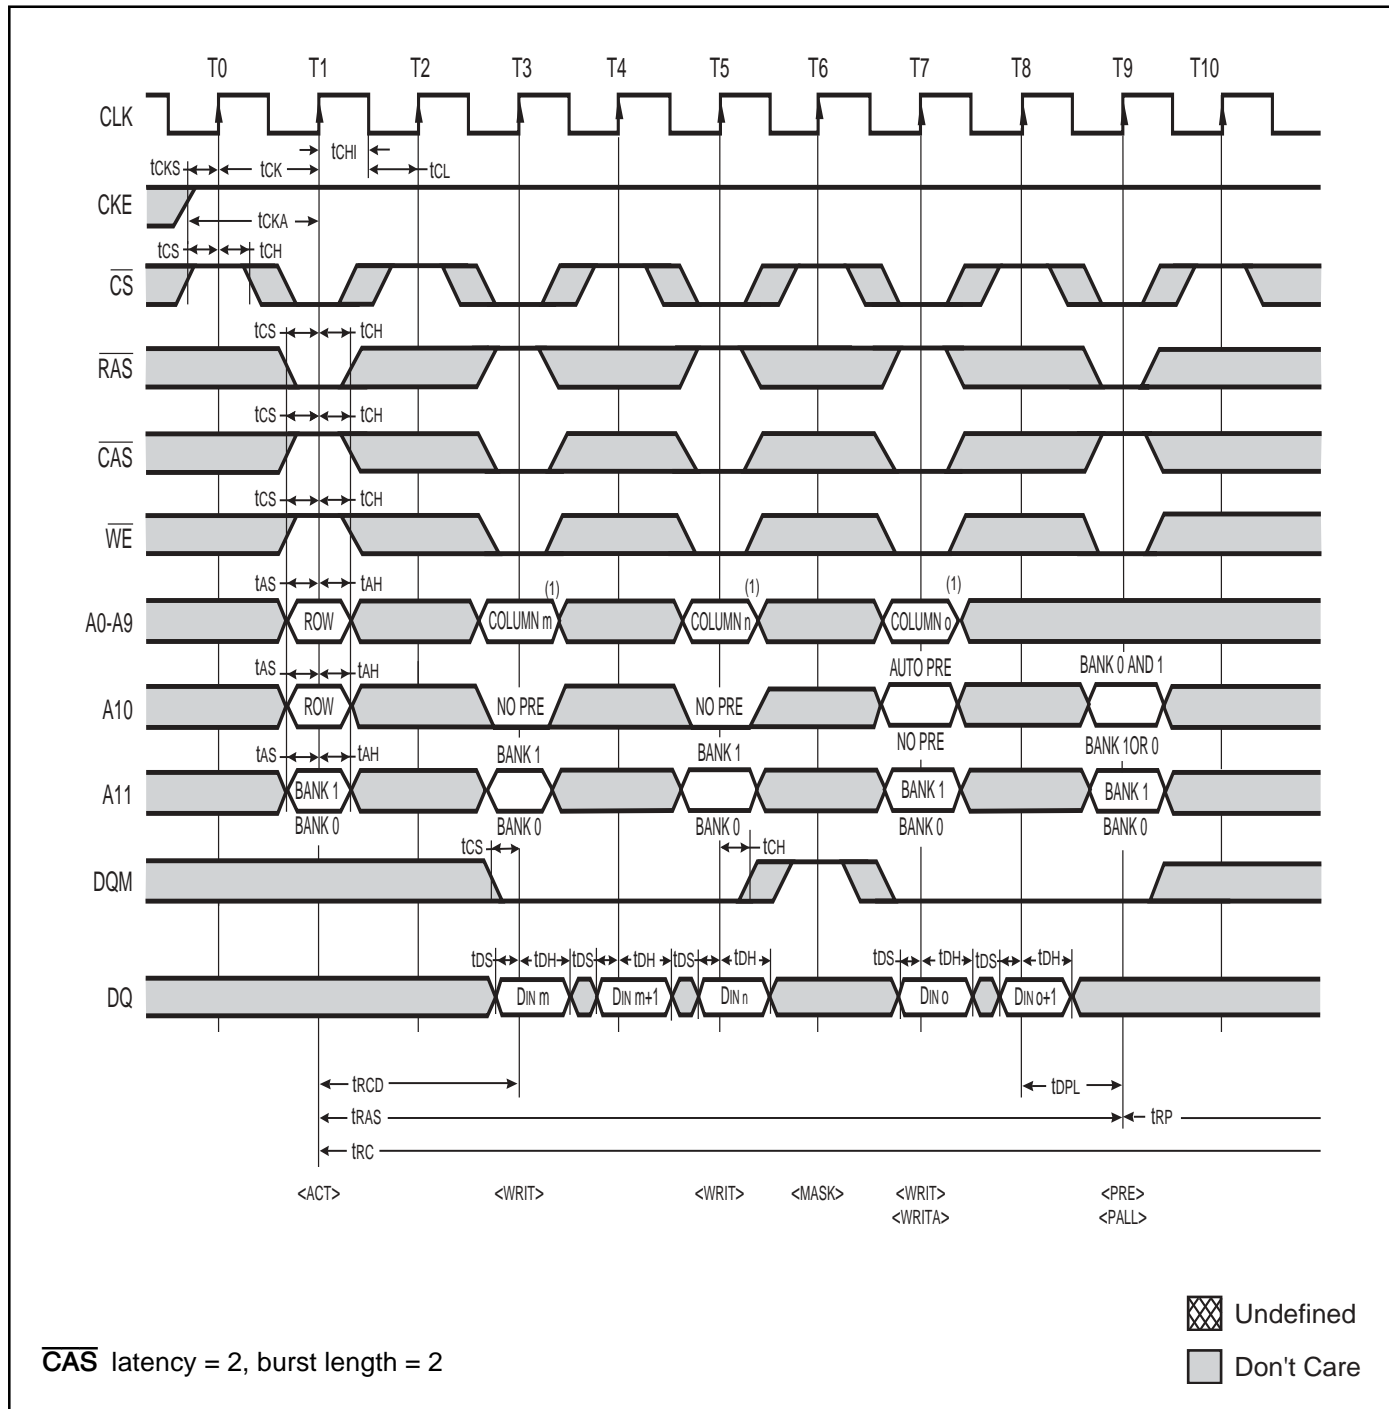 T0 T1 T2 T3 T4 T5 T6 T7 T8 T9 T10
CLK
tCHI
tCKS tCK tCL
CKE
tCKA
tCS tCH
CS
tCS tCH
RAS
tCS tCH
CAS
tCS tCH
WE
tAS tAH (1) (1) (1)
A0-A9 ROW COLUMN m COLUMN n COLUMN o
tAS tAH AUTO PRE BANK 0 AND 1
A10 ROW NO PRE NO PRE
NO PRE BANK 1 OR 0
tAS tAH BANK 1 BANK 1
A11 BANK 1 BANK 1 BANK 1
BANK 0 BANK 0 BANK 0 BANK 0 BANK 0
tCS tCH
DQM
tDS tDH tDS tDH tDS tDH tDS tDH tDS tDH
DQ DIN m DIN m+1 DIN n DIN o DIN o+1
tRCD tDPL
tRAS tRP
tRC
<ACT> <WRIT> <WRIT> <MASK> <WRIT> <PRE>
<WRITA> <PALL>
Undefined
CAS latency = 2, burst length = 2
Don't Care